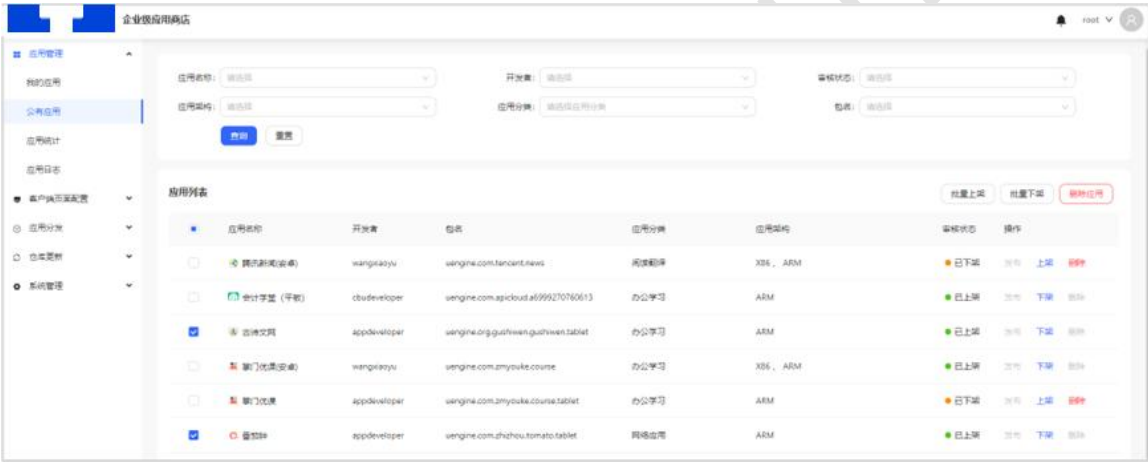 企业级应用商店
root
应用管理
我的应用
公有应用
应用统计
应用日志
客户端页面配置
应用分发
仓库更新
系统管理
应用名称： 请选择 开发者： 请选择 审核状态： 请选择
应用架构： 请选择 应用分类： 请选择应用分类 包名： 请选择
查询 重置
应用列表 批量上架 批量下架 删除应用
应用名称 开发者 包名 应用分类 应用架构 审核状态 操作
腾讯新闻(安卓) wangxiaoyu uengine.com.tencent.news 阅读翻译 X86 ， ARM 已下架 发布 上架 删除
会计学堂 （平板） cbudeveloper uengine.com.apicloud.a6999270760613 办公学习 ARM 已上架 发布 下架 删除
古诗文网 appdeveloper uengine.org.gushiwen.gushiwen.tablet 办公学习 ARM 已上架 发布 下架 删除
掌门优课(安卓) wangxiaoyu uengine.com.zmyouke.course 办公学习 X86 ， ARM 已上架 发布 下架 删除
掌门优课 appdeveloper uengine.com.zmyouke.course.tablet 办公学习 ARM 已下架 发布 上架 删除
番茄钟 appdeveloper uengine.com.zhizhou.tomato.tablet 网络应用 ARM 已上架 发布 下架 删除